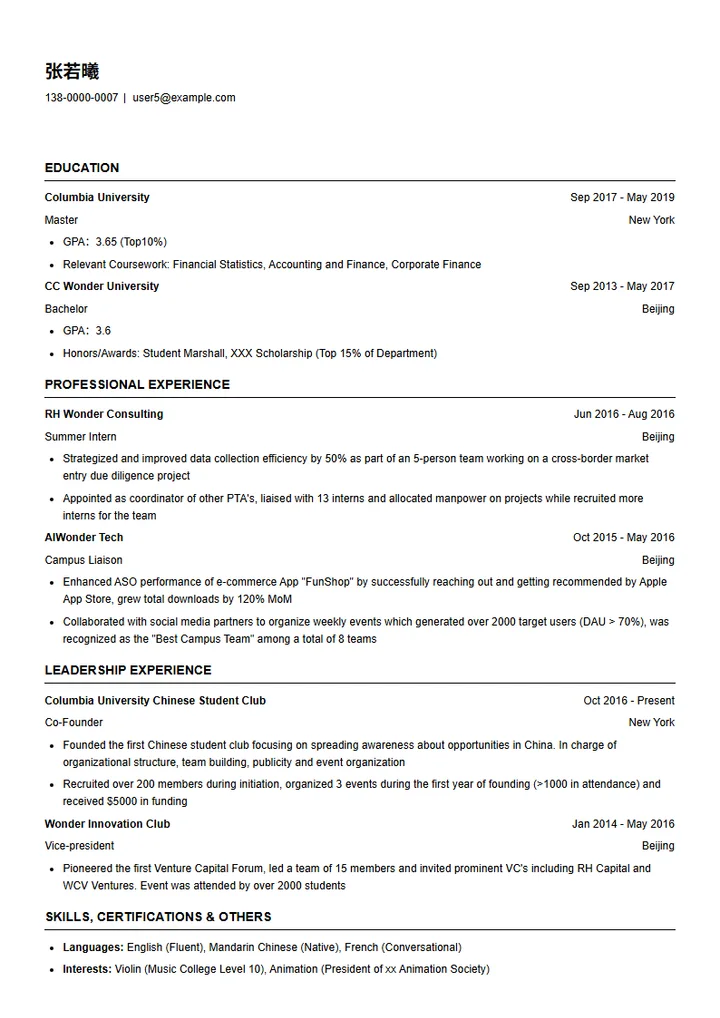 张若曦
138-0000-0007 | user5@example.com
EDUCATION
Columbia University Sep 2017 - May 2019
Master New York
• GPA： 3.65 (Top10%)
• Relevant Coursework: Financial Statistics, Accounting and Finance, Corporate Finance
CC Wonder University Sep 2013 - May 2017
Bachelor Beijing
• GPA： 3.6
• Honors/Awards: Student Marshall, XXX Scholarship (Top 15% of Department)
PROFESSIONAL EXPERIENCE
RH Wonder Consulting Jun 2016 - Aug 2016
Summer Intern Beijing
• Strategized and improved data collection efficiency by 50% as part of an 5-person team working on a cross-border market
entry due diligence project
• Appointed as coordinator of other PTA's, liaised with 13 interns and allocated manpower on projects while recruited more
interns for the team
AIWonder Tech Oct 2015 - May 2016
Campus Liaison Beijing
• Enhanced ASO performance of e-commerce App "FunShop" by successfully reaching out and getting recommended by Apple
App Store, grew total downloads by 120% MoM
• Collaborated with social media partners to organize weekly events which generated over 2000 target users (DAU > 70%), was
recognized as the "Best Campus Team" among a total of 8 teams
LEADERSHIP EXPERIENCE
Columbia University Chinese Student Club Oct 2016 - Present
Co-Founder New York
• Founded the first Chinese student club focusing on spreading awareness about opportunities in China. In charge of
organizational structure, team building, publicity and event organization
• Recruited over 200 members during initiation, organized 3 events during the first year of founding (>1000 in attendance) and
received $5000 in funding
Wonder Innovation Club Jan 2014 - May 2016
Vice-president Beijing
• Pioneered the first Venture Capital Forum, led a team of 15 members and invited prominent VC's including RH Capital and
WCV Ventures. Event was attended by over 2000 students
SKILLS, CERTIFICATIONS & OTHERS
• Languages: English (Fluent), Mandarin Chinese (Native), French (Conversational)
• Interests: Violin (Music College Level 10), Animation (President of xx Animation Society)